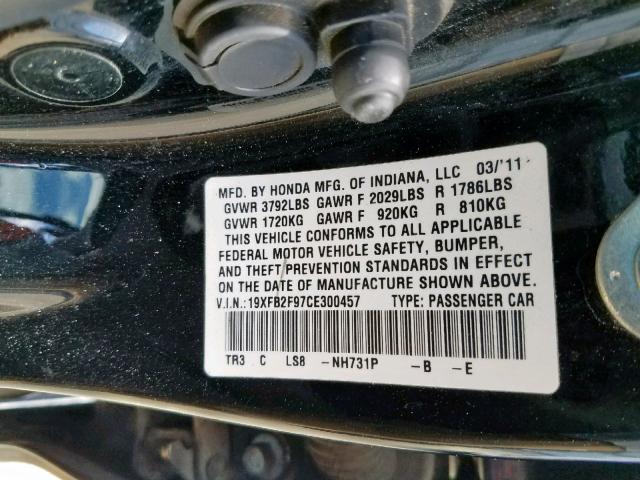 MFD. BY HONDA MFG. OF INDIANA, LLC 03/'11
GVWR 3792LBS GAWR F 2029LBS R 1786LBS
GVWR 1720KG GAWR F 920KG R 810KG
THIS VEHICLE CONFORMS TO ALL APPLICABLE
FEDERAL MOTOR VEHICLE SAFETY, BUMPER,
AND THEFT PREVENTION STANDARDS IN EFFECT
ON THE DATE OF MANUFACTURE SHOWN ABOVE.
V.I.N.: 19XFB2F97CE300457 TYPE: PASSENGER CAR
TR3 C LS8 -NH731P -B -E